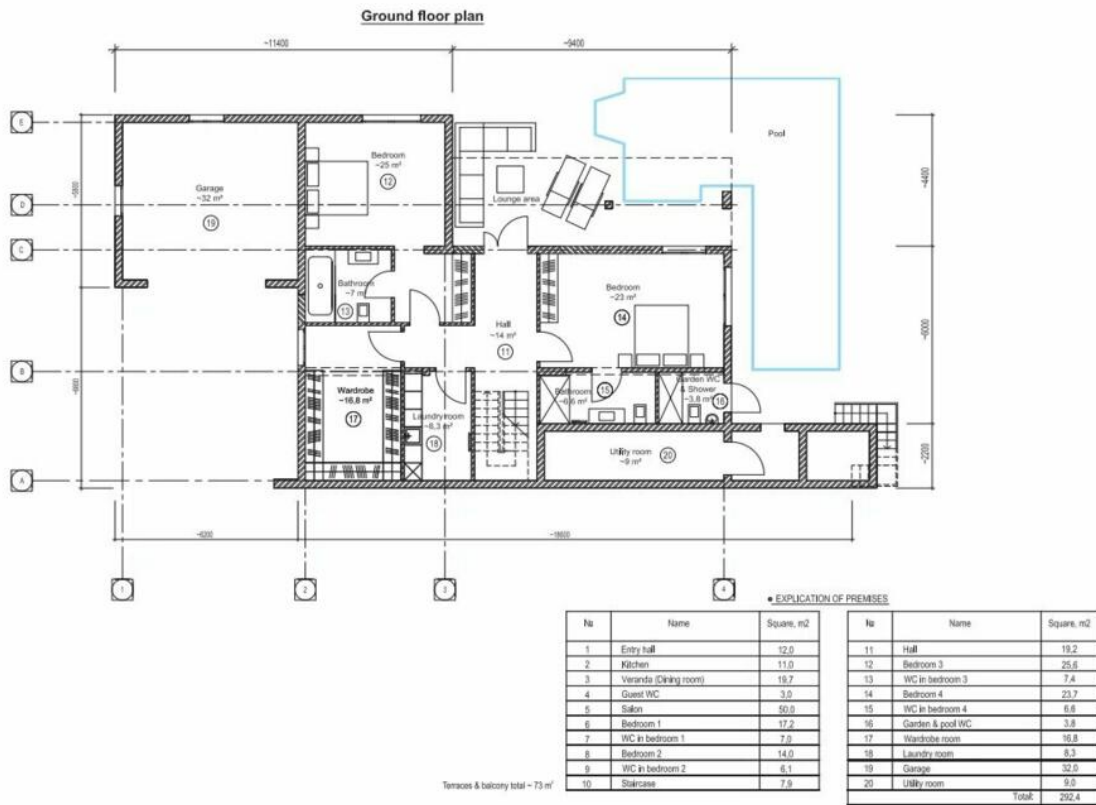 Ground floor plan
~11400
~9400
E
Pool
Bedroom
~25 m²
12
Garage
~32 m²
19
~5800
~4400
D
Lounge area
C
Bathroom
~7 m²
13
Bedroom
~23 m²
14
Hall
~14 m²
11
~6000
B
Wardrobe
~16,8 m²
17
Laundry room
~8,3 m²
18
Bathroom
~6,6 m²
15
Garden WC
& Shower
~3,8 m²
16
~6600
Utility room
~9 m²
20
~2200
A
~6200
~18600
1
2
3
4
• EXPLICATION OF PREMISES
№ Name Square, m2
1 Entry hall 12,0
2 Kitchen 11,0
3 Veranda (Dining room) 19,7
4 Guest WC 3,0
5 Salon 50,0
6 Bedroom 1 17,2
7 WC in bedroom 1 7,0
8 Bedroom 2 14,0
9 WC in bedroom 2 6,1
10 Staircase 7,9
№ Name Square, m2
11 Hall 19,2
12 Bedroom 3 25,6
13 WC in bedroom 3 7,4
14 Bedroom 4 23,7
15 WC in bedroom 4 6,6
16 Garden & pool WC 3,8
17 Wardrobe room 16,8
18 Laundry room 8,3
19 Garage 32,0
20 Utility room 9,0
Total: 292,4
Terraces & balcony total ~ 73 m²